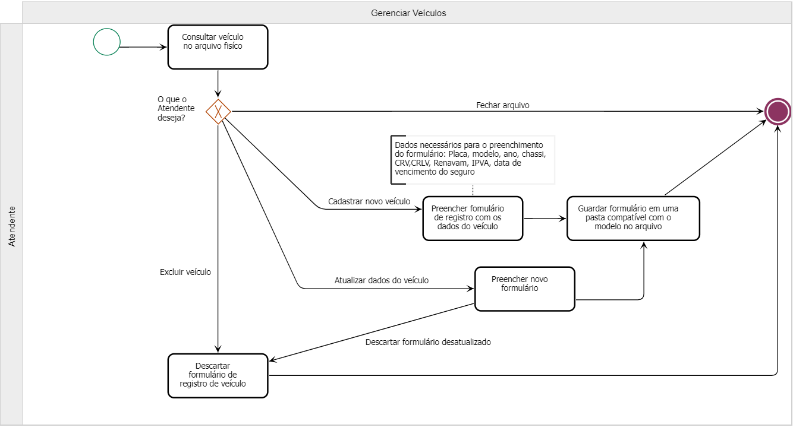 Gerenciar Veículos
Atendente
Consultar veículo
no arquivo físíco
O que o
Atendente
deseja?
Fechar arquivo
Dados necessários para o preenchimento
do formulário: Placa, modelo, ano, chassi,
CRV,CRLV, Renavam, IPVA, data de
vencimento do seguro
Cadastrar novo veículo
Preencher fomulário
de registro com os
dados do veículo
Guardar formulário em uma
pasta compatível com o
modelo no arquivo
Excluir veículo
Atualizar dados do veículo
Preencher novo
formulário
Descartar formulário desatualizado
Descartar
formulário de
registro de veículo